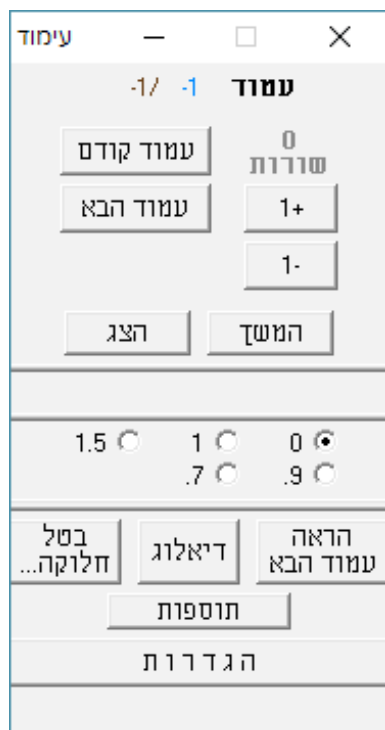 עימוד
עמוד -1 /-1
0
שורות
עמוד קודם
+1
עמוד הבא
-1
המשך הצג
0 1 1.5
.9 .7
הראה
עמוד הבא
דיאלוג
בטל
חלוקה...
תוספות
הגדרות